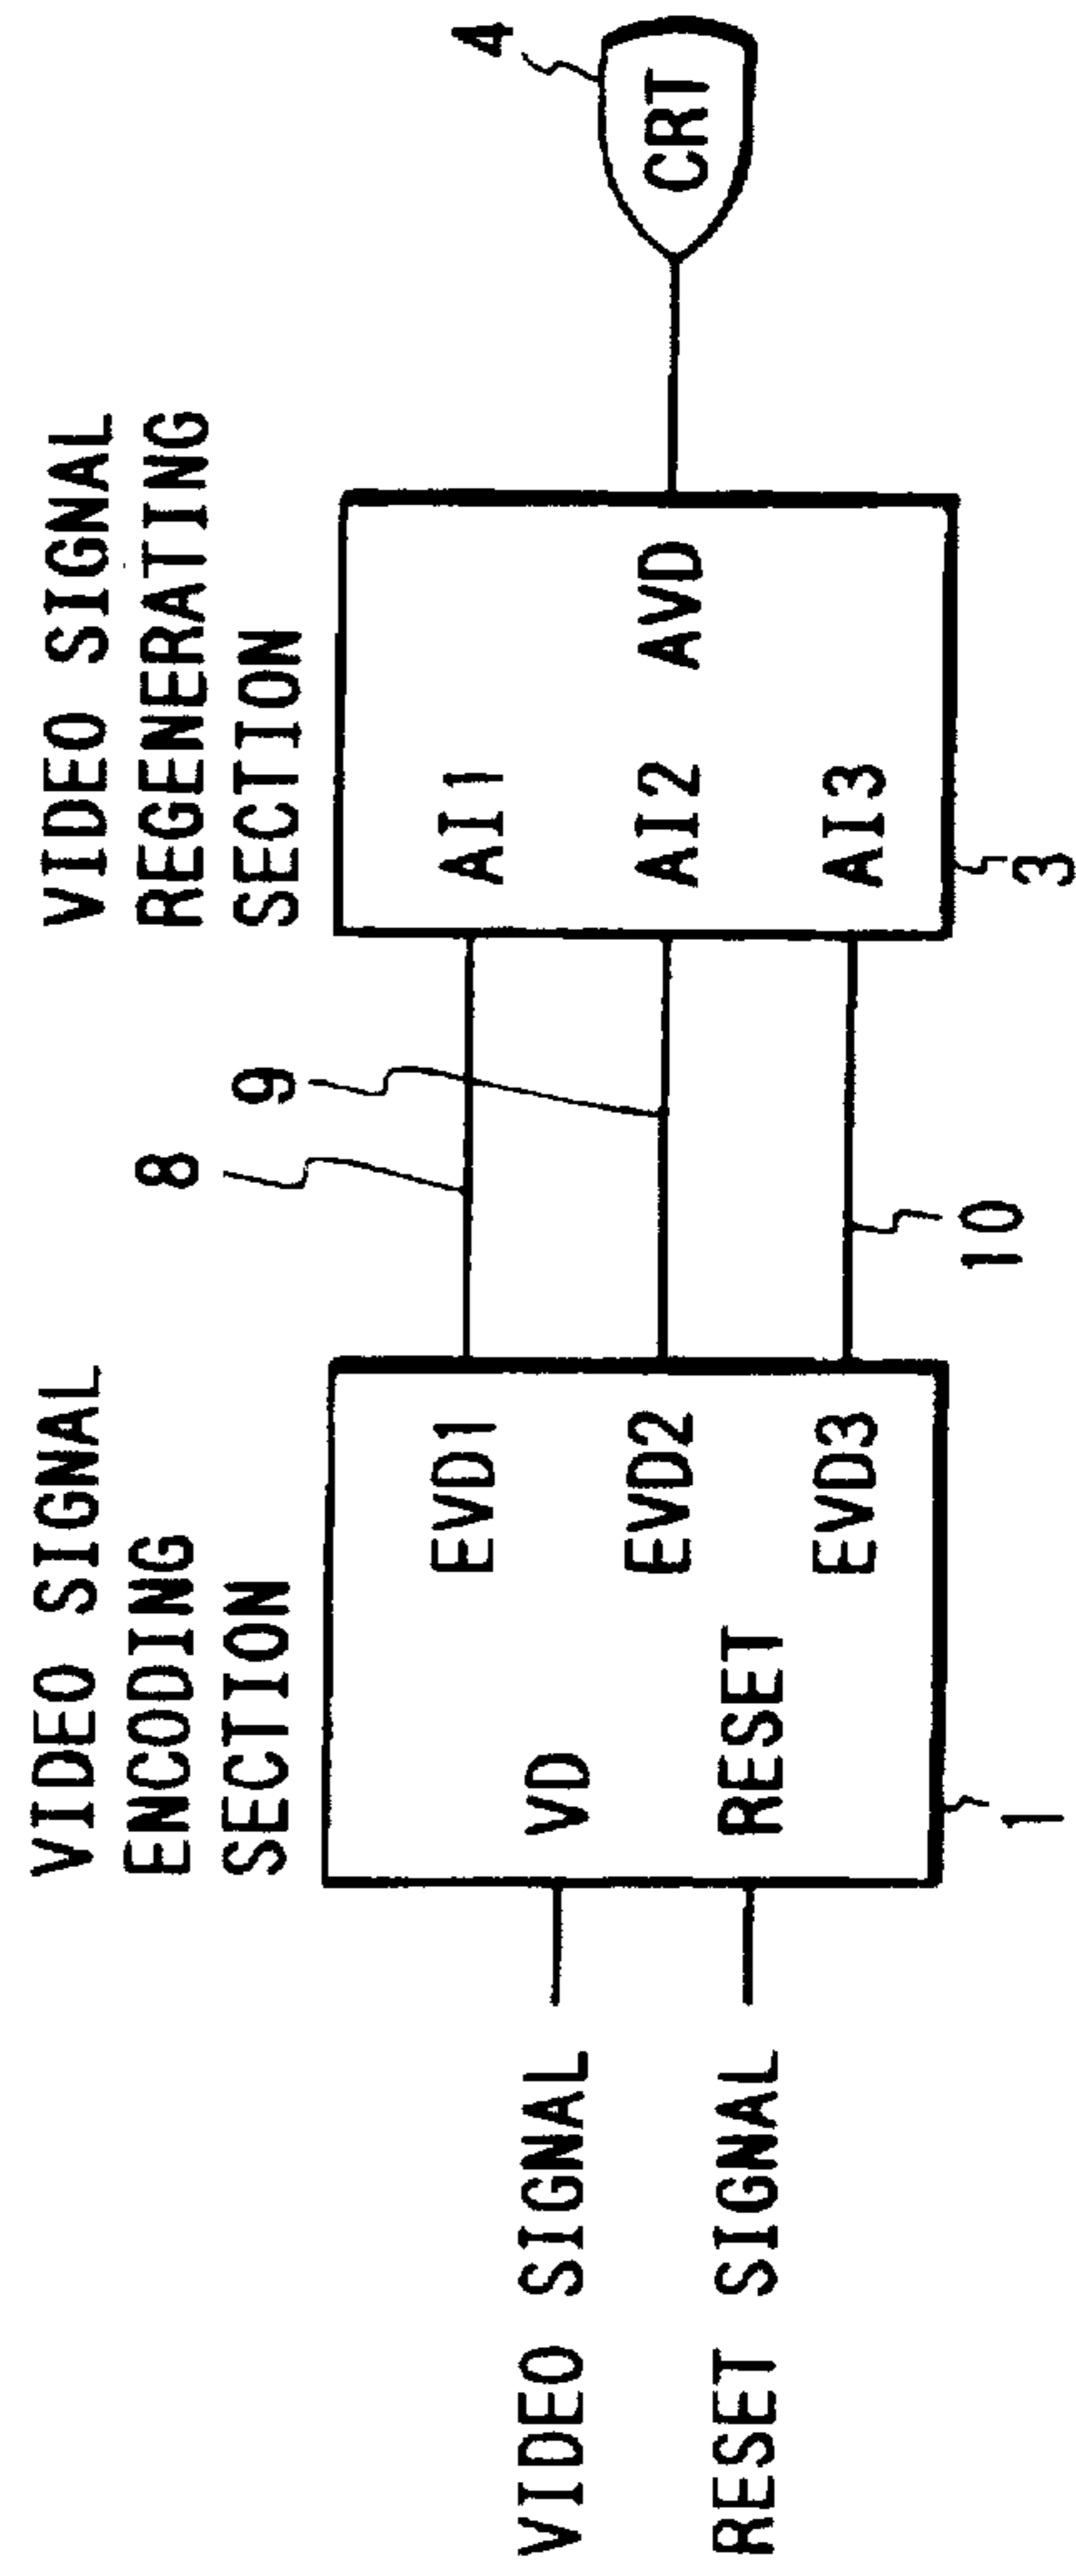 VIDEO SIGNAL
ENCODING
SECTION
VIDEO SIGNAL
REGENERATING
SECTION
8
9
4
VIDEO SIGNAL
RESET SIGNAL
VD
RESET
EVD1
EVD2
EVD3
AI1
AI2
AI3
AVD
CRT
1
10
3